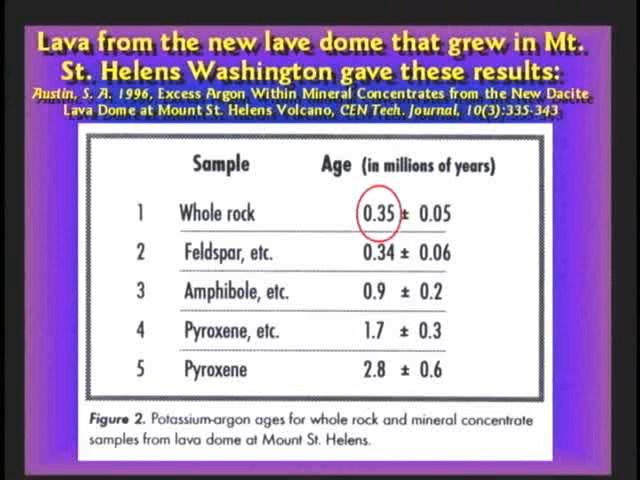 Lava from the new lave dome that grew in Mt.
St. Helens Washington gave these results:
Austin, S. A. 1996, Excess Argon Within Mineral Concentrates from the New Dacite
Lava Dome at Mount St. Helens Volcano, CEN Tech. Journal, 10(3):335-343
Sample Age (in millions of years)
1 Whole rock 0.35 ± 0.05
2 Feldspar, etc. 0.34 ± 0.06
3 Amphibole, etc. 0.9 ± 0.2
4 Pyroxene, etc. 1.7 ± 0.3
5 Pyroxene 2.8 ± 0.6
Figure 2. Potassium-argon ages for whole rock and mineral concentrate
samples from lava dome at Mount St. Helens.